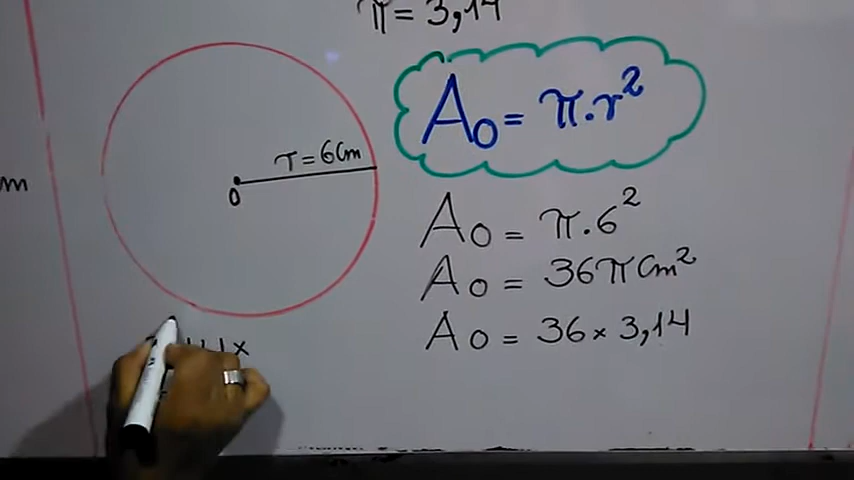 π = 3,14
A₀ = π.r²
r = 6cm
0
m
A₀ = π.6²
A₀ = 36πcm²
A₀ = 36 x 3,14